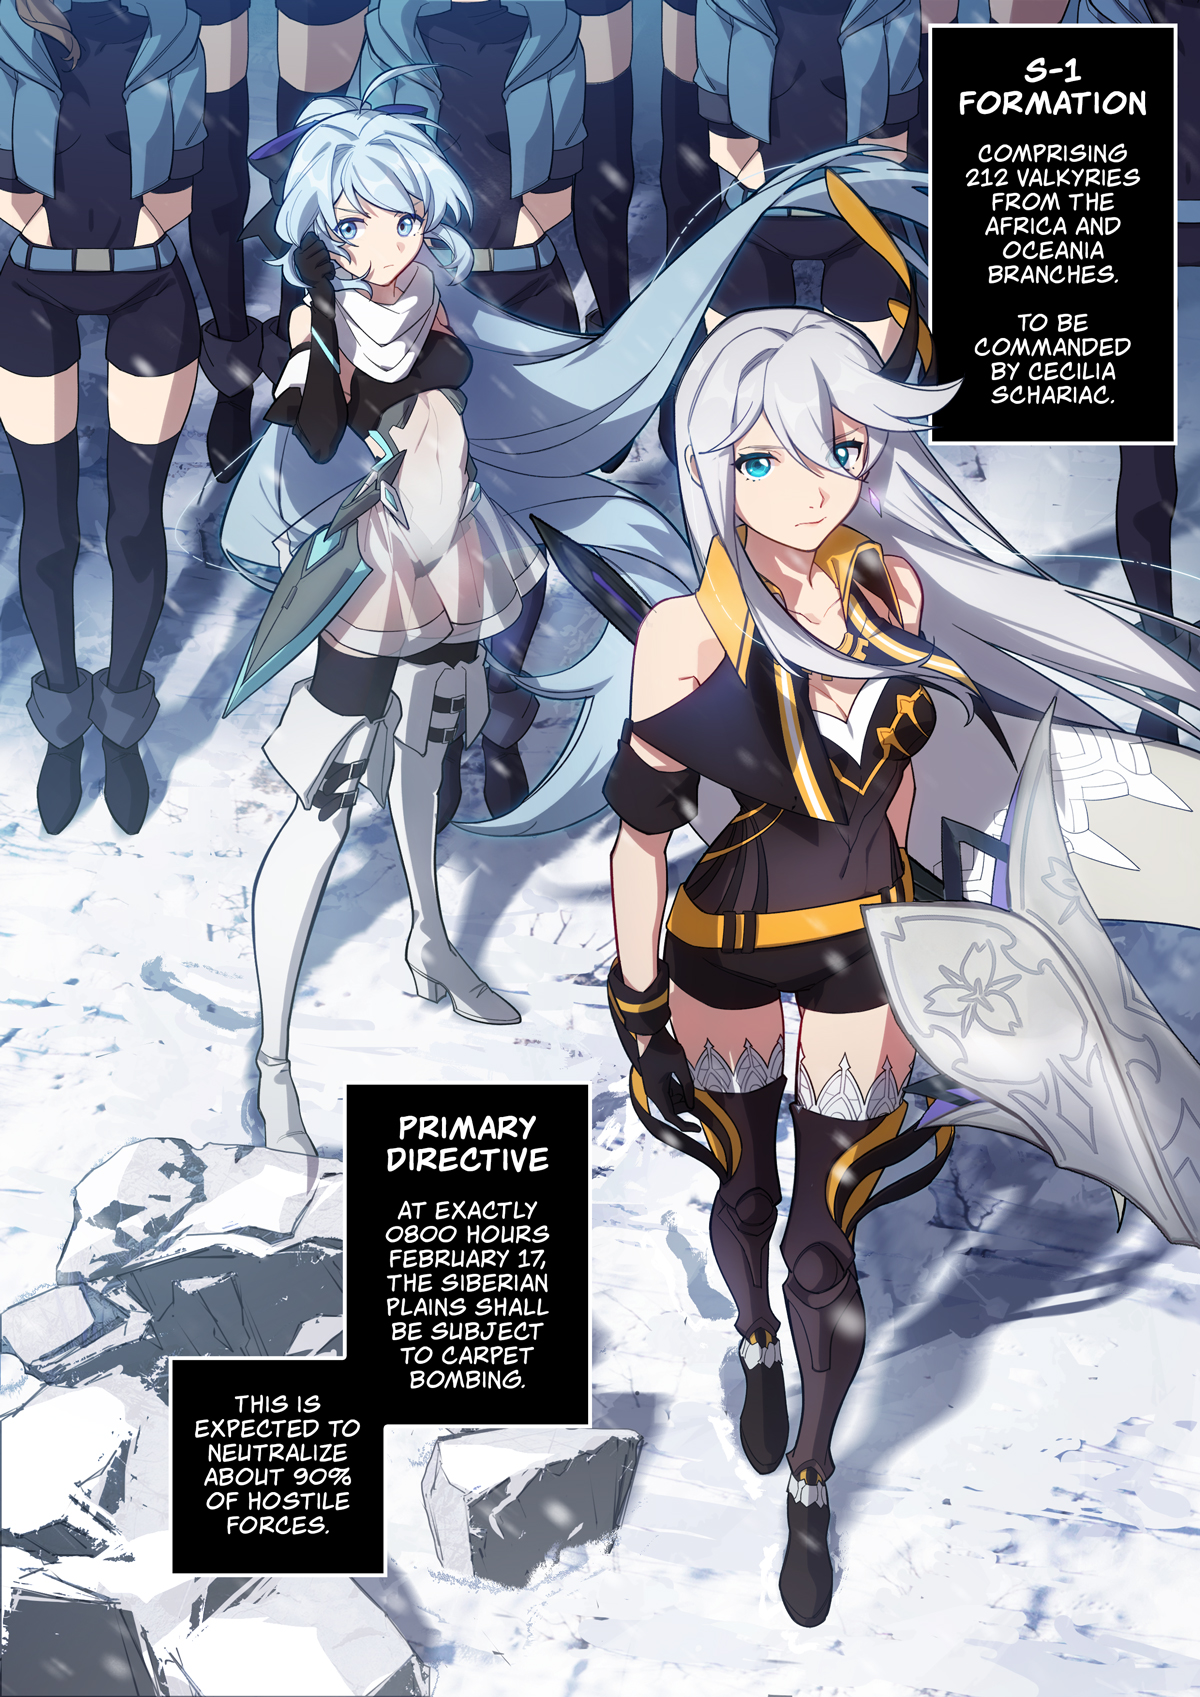 S-1
FORMATION
COMPRISING
212 VALKYRIES
FROM THE
AFRICA AND
OCEANIA
BRANCHES.
TO BE
COMMANDED
BY CECILIA
SCHARIAC.
PRIMARY
DIRECTIVE
AT EXACTLY
0800 HOURS
FEBRUARY 17,
THE SIBERIAN
PLAINS SHALL
BE SUBJECT
TO CARPET
BOMBING.
THIS IS
EXPECTED TO
NEUTRALIZE
ABOUT 90%
OF HOSTILE
FORCES.